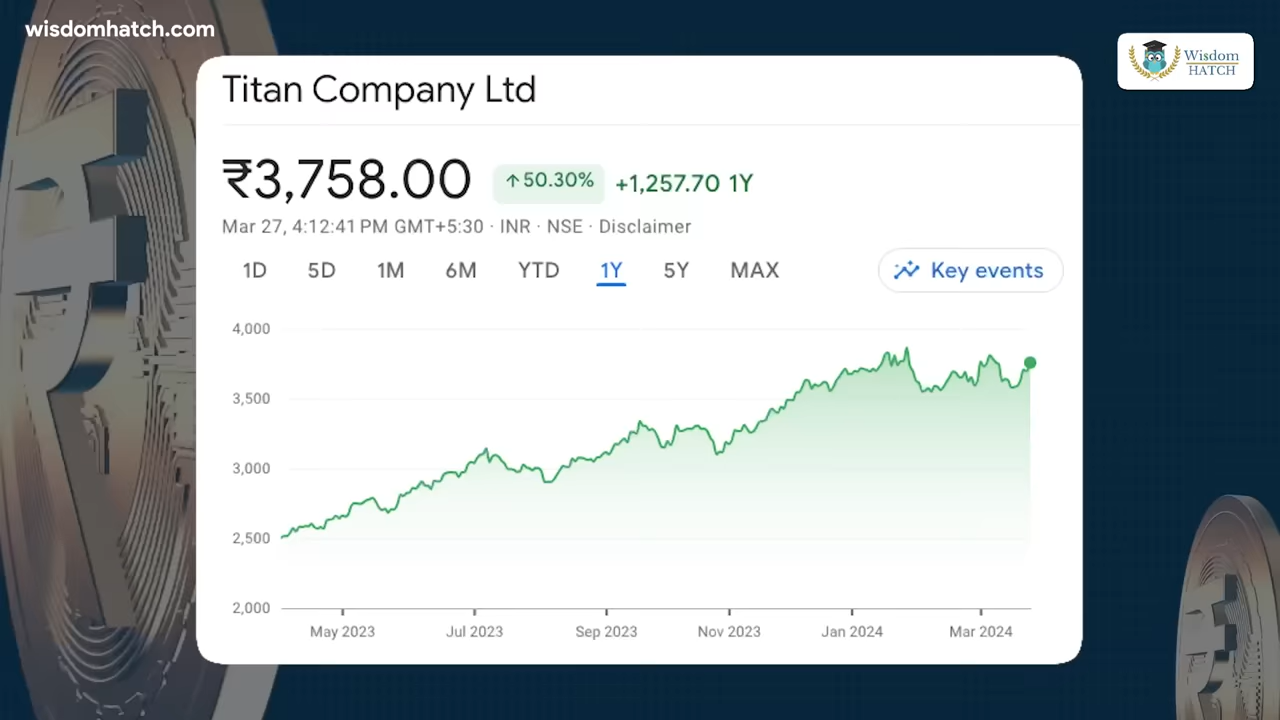 wisdomhatch.com
Wisdom
HATCH
Titan Company Ltd
₹3,758.00 ↑50.30% +1,257.70 1Y
Mar 27, 4:12:41 PM GMT+5:30 · INR · NSE · Disclaimer
1D 5D 1M 6M YTD 1Y 5Y MAX Key events
4,000
3,500
3,000
2,500
2,000
May 2023 Jul 2023 Sep 2023 Nov 2023 Jan 2024 Mar 2024